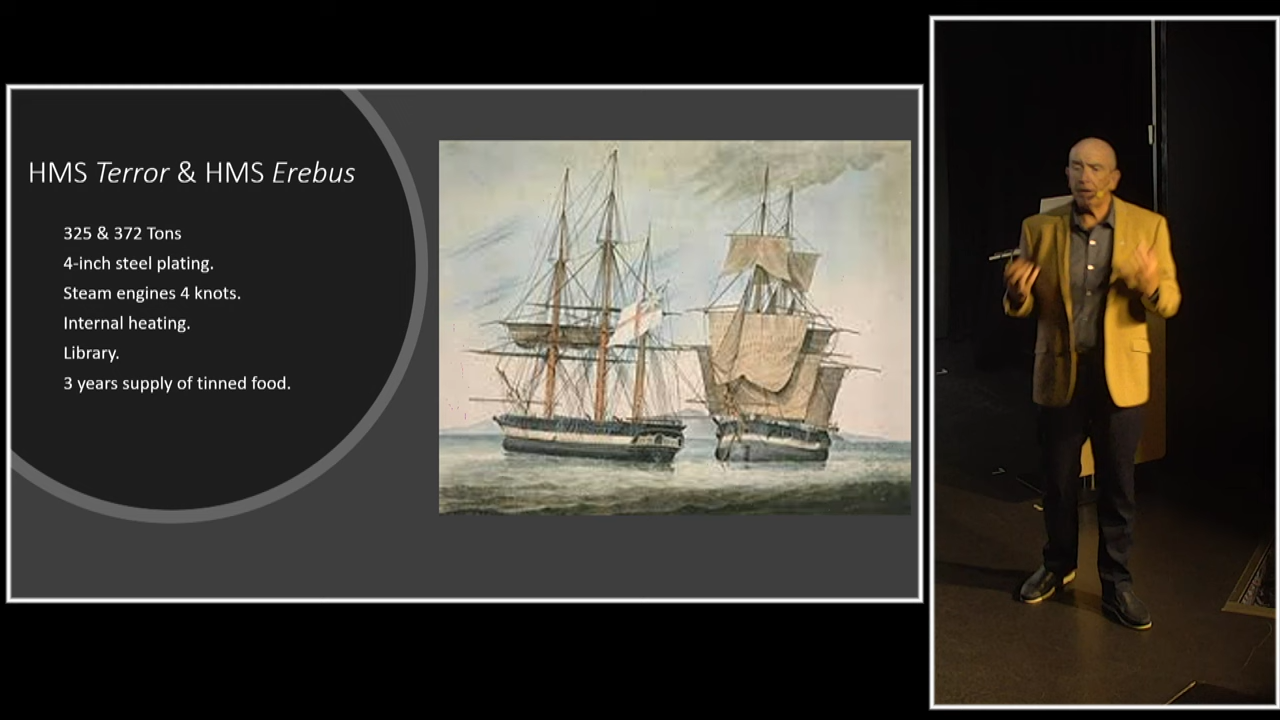 HMS Terror & HMS Erebus
325 & 372 Tons
4-inch steel plating.
Steam engines 4 knots.
Internal heating.
Library.
3 years supply of tinned food.